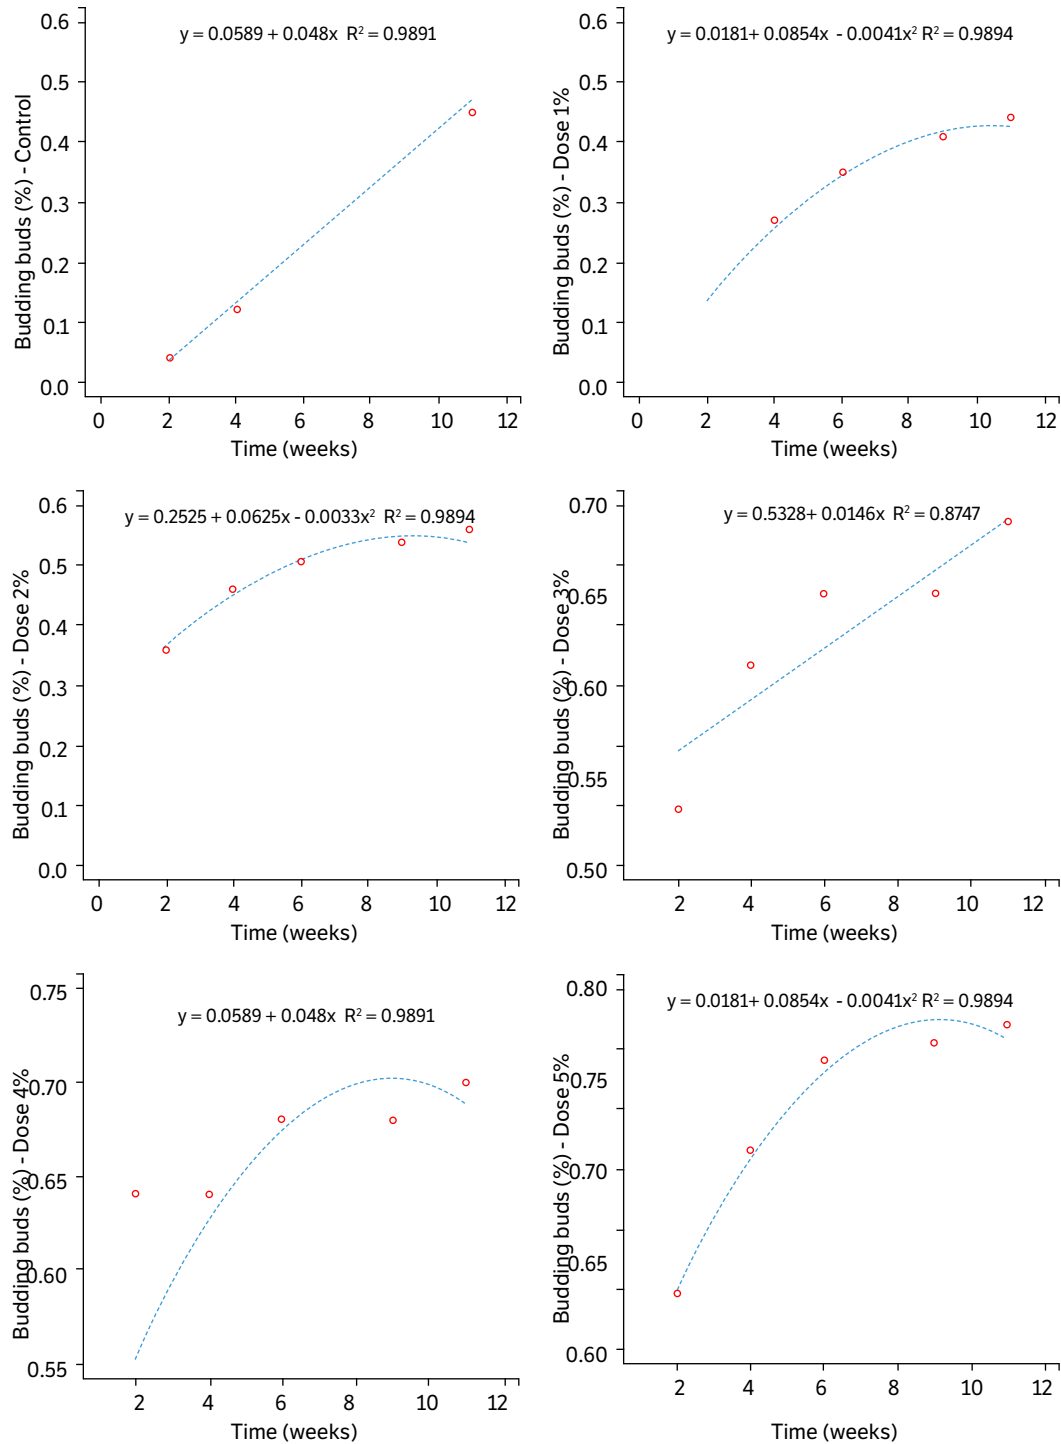 y = 0.0589 + 0.048x R² = 0.9891
Budding buds (%) - Control
0.6
0.5
0.4
0.3
0.2
0.1
0.0
0 2 4 6 8 10 12
Time (weeks)
y = 0.0181+ 0.0854x - 0.0041x² R² = 0.9894
Budding buds (%) - Dose 1%
0.6
0.5
0.4
0.3
0.2
0.1
0.0
0 2 4 6 8 10 12
Time (weeks)
y = 0.2525 + 0.0625x - 0.0033x² R² = 0.9894
Budding buds (%) - Dose 2%
0.6
0.5
0.4
0.3
0.2
0.1
0.0
0 2 4 6 8 10 12
Time (weeks)
y = 0.5328+ 0.0146x R² = 0.8747
Budding buds (%) - Dose 3%
0.70
0.65
0.60
0.55
0.50
2 4 6 8 10 12
Time (weeks)
y = 0.0589 + 0.048x R² = 0.9891
Budding buds (%) - Dose 4%
0.75
0.70
0.65
0.60
0.55
2 4 6 8 10 12
Time (weeks)
y = 0.0181+ 0.0854x - 0.0041x² R² = 0.9894
Budding buds (%) - Dose 5%
0.80
0.75
0.70
0.65
0.60
2 4 6 8 10 12
Time (weeks)